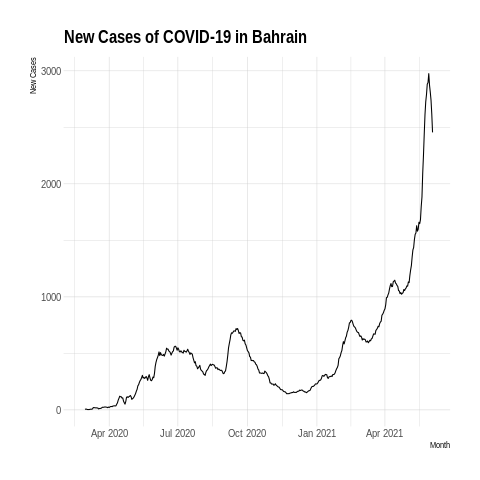 New Cases of COVID-19 in Bahrain
New Cases
3000
2000
1000
0
Apr 2020 Jul 2020 Oct 2020 Jan 2021 Apr 2021
Month